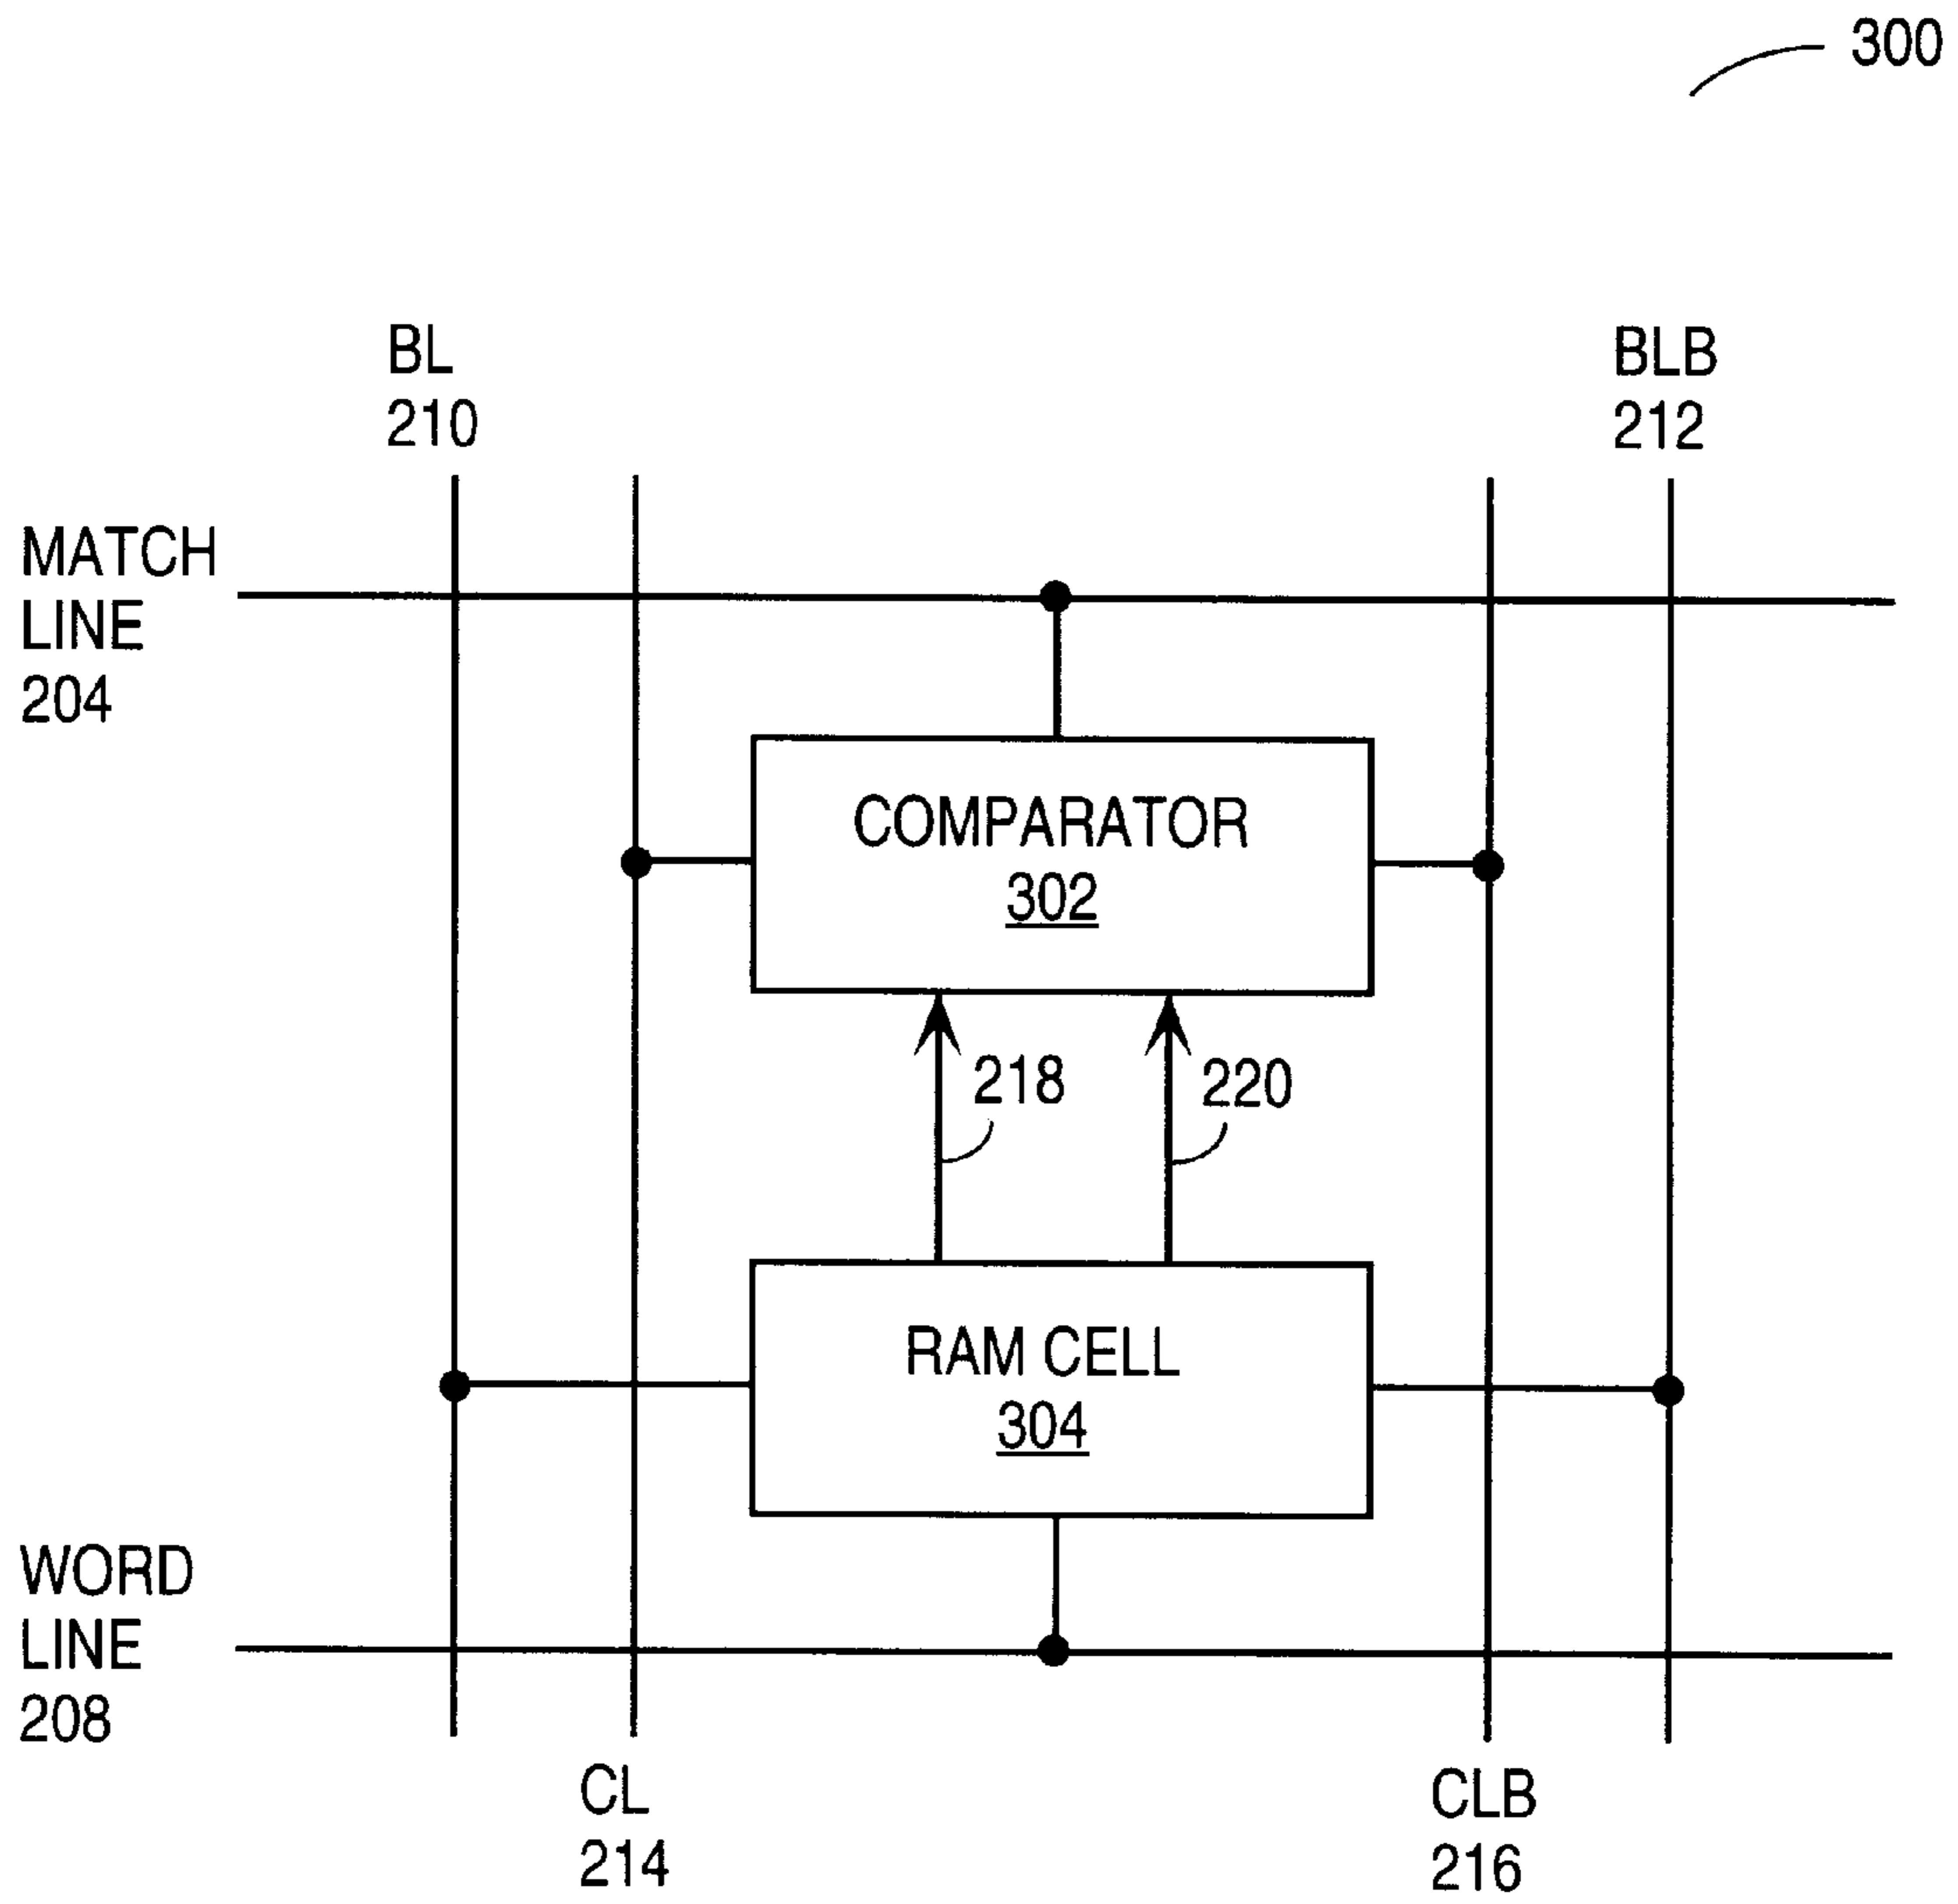 300
BL
210
BLB
212
MATCH
LINE
204
COMPARATOR
302
218
220
RAM CELL
304
WORD
LINE
208
CL
214
CLB
216